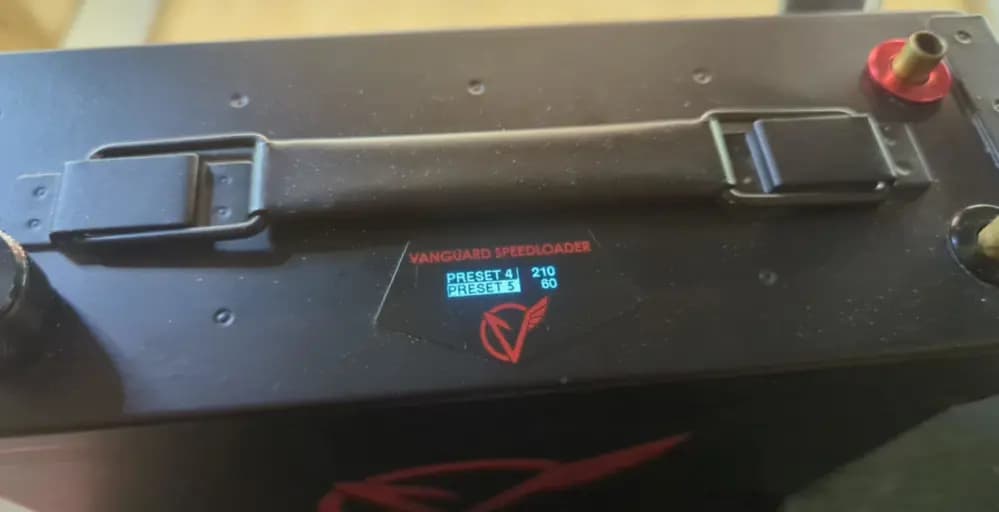 VANGUARD SPEEDLOADER
PRESET 4 210
PRESET 5 60